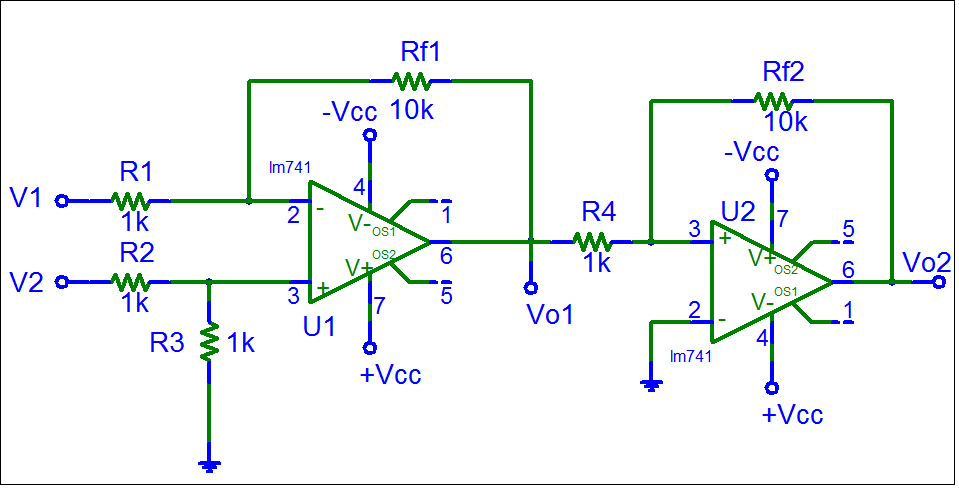 Rf1
10k
Rf2
10k
-Vcc
-Vcc
lm741
R1
V1
1k
4
2
-
V-
OS1
1
R2
V2
1k
OS2
V+
3
+
6
5
7
U1
R3
1k
+Vcc
Vo1
R4
1k
U2
7
3
+
V+
OS2
5
6
Vo2
OS1
V-
2
-
1
4
lm741
+Vcc